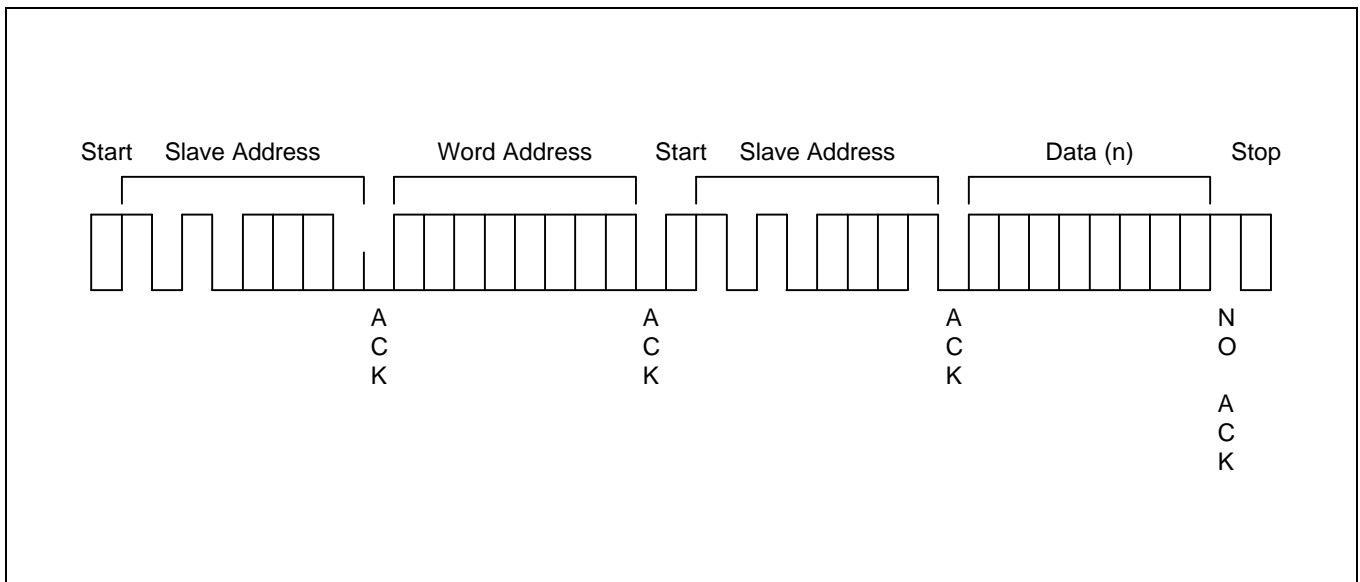 Start Slave Address Word Address Start Slave Address Data (n) Stop
A A A N
C C C O
K K K
A
C
K